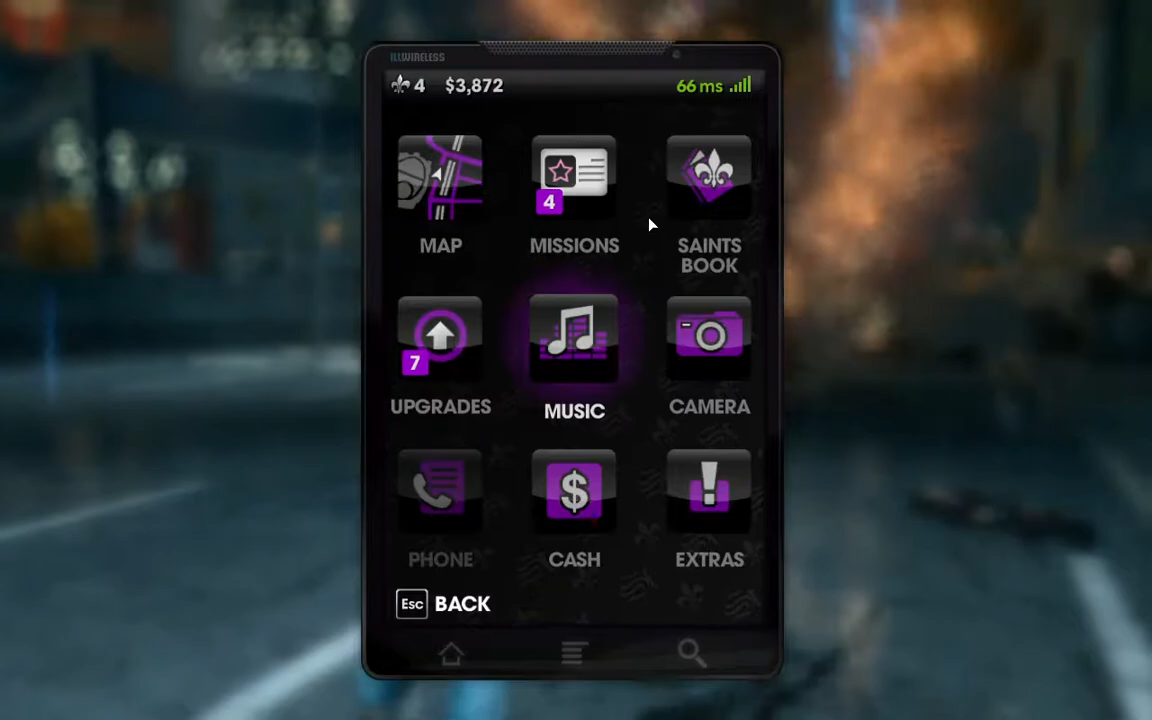 ILLWIRELESS
4 $3,872 66 ms
4
MAP MISSIONS SAINTS BOOK
7
UPGRADES MUSIC CAMERA
$ !
PHONE CASH EXTRAS
Esc BACK